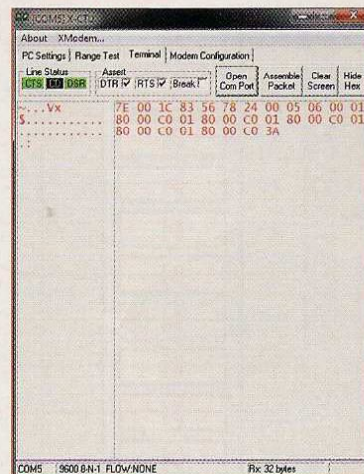 [COM5] X-CT
About XModem...
PC Settings Range Test Terminal Modem Configuration
Line Status Assert
CTS CD DSR DTR RTS Break
Open Com Port
Assemble Packet
Clear Screen
Hide Hex
~...Vx 7E 00 1C 83 56 78 24 00 05 06 00 01
$........... 80 00 C0 01 80 00 C0 01 80 00 C0 01
80 00 C0 01 80 00 C0 3A
.:
COM5 9600 8-N-1 FLOW:NONE Rx: 32 bytes